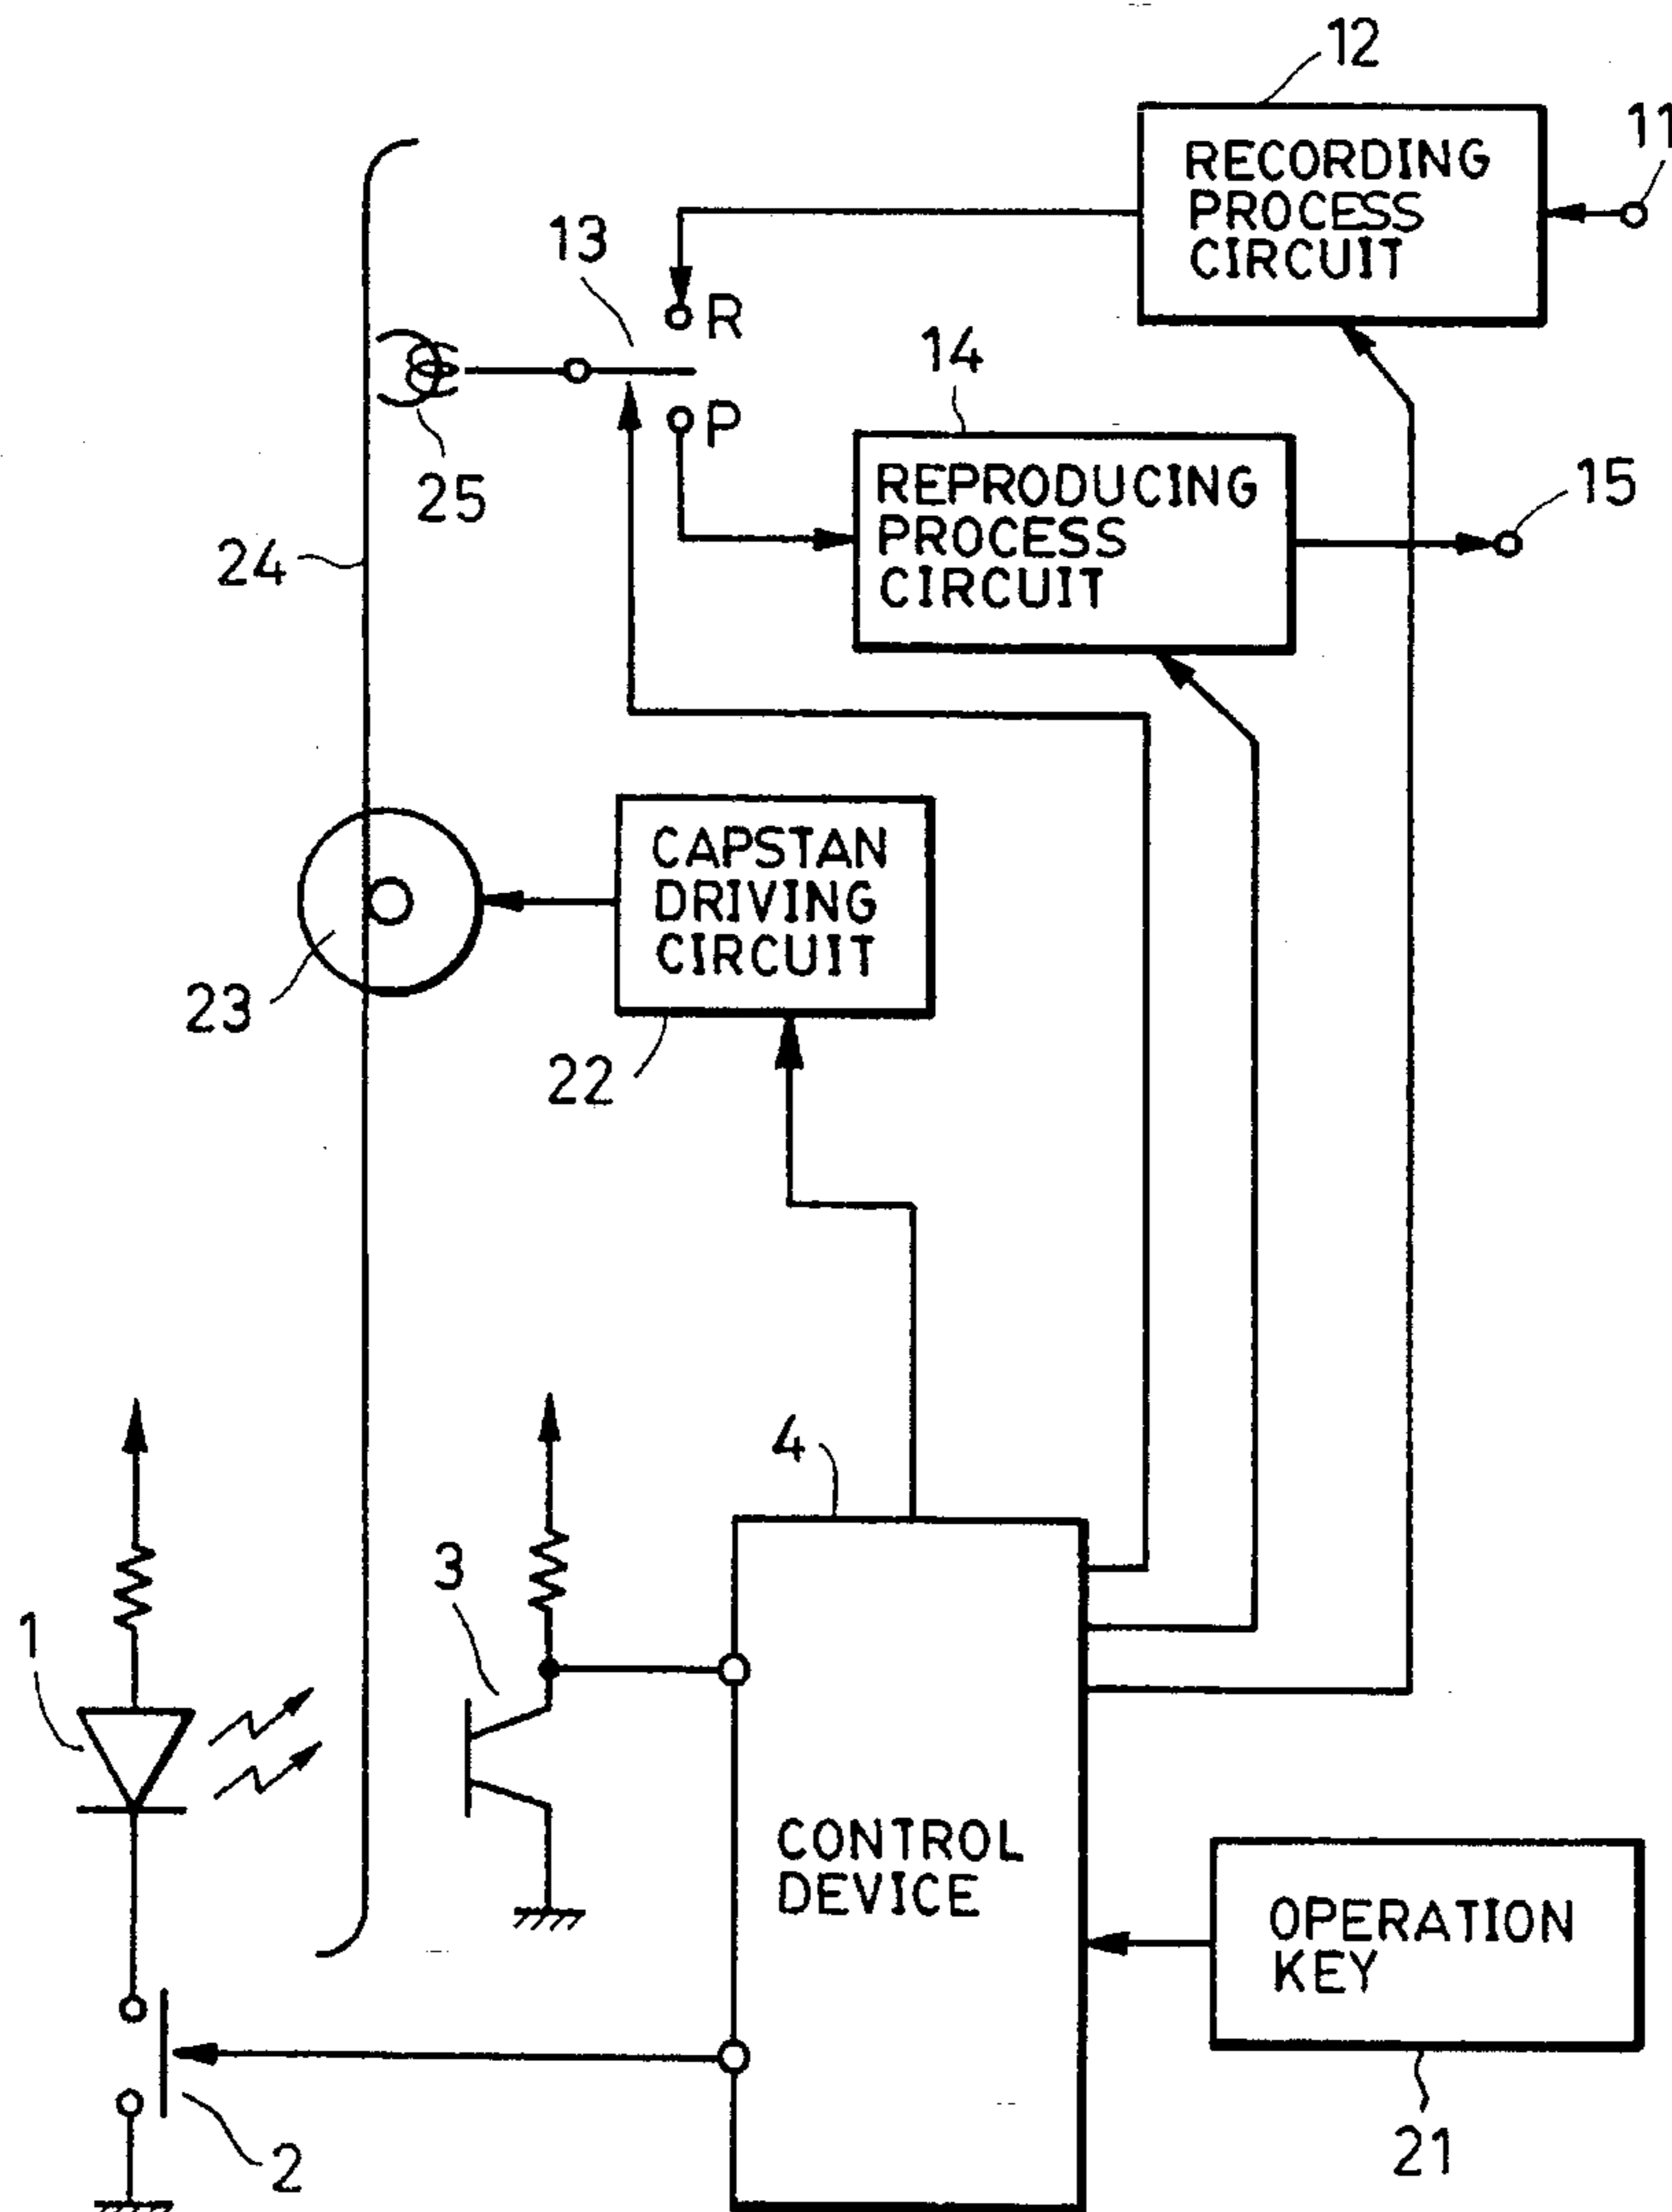 12
11
RECORDING
PROCESS
CIRCUIT
13
R
14
P
25
REPRODUCING
PROCESS
CIRCUIT
15
24
CAPSTAN
DRIVING
CIRCUIT
23
22
4
3
1
CONTROL
DEVICE
OPERATION
KEY
2
21